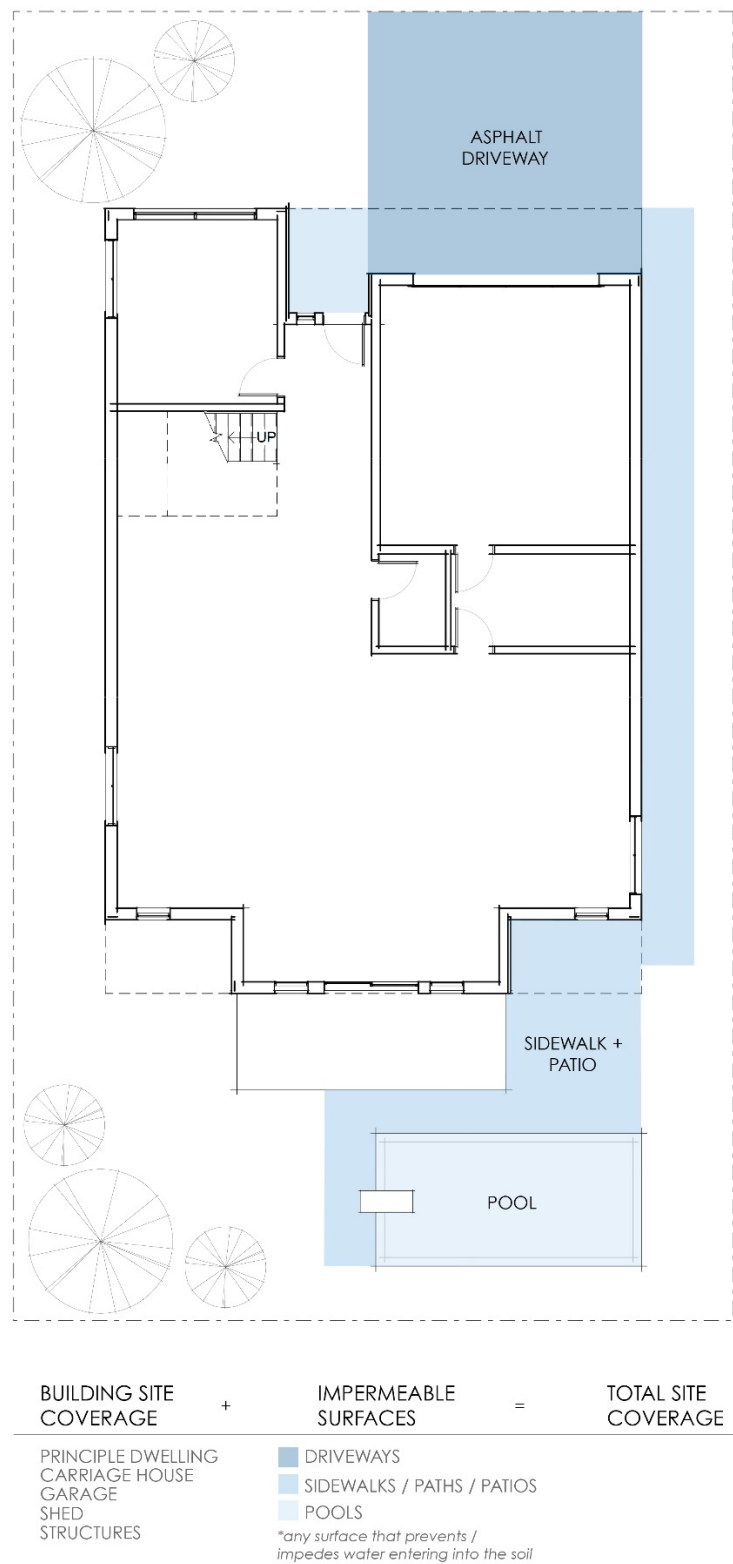 ASPHALT
DRIVEWAY
UP
SIDEWALK +
PATIO
POOL
BUILDING SITE
COVERAGE
+
IMPERMEABLE
SURFACES
=
TOTAL SITE
COVERAGE
PRINCIPLE DWELLING
CARRIAGE HOUSE
GARAGE
SHED
STRUCTURES
DRIVEWAYS
SIDEWALKS / PATHS / PATIOS
POOLS
*any surface that prevents /
impedes water entering into the soil